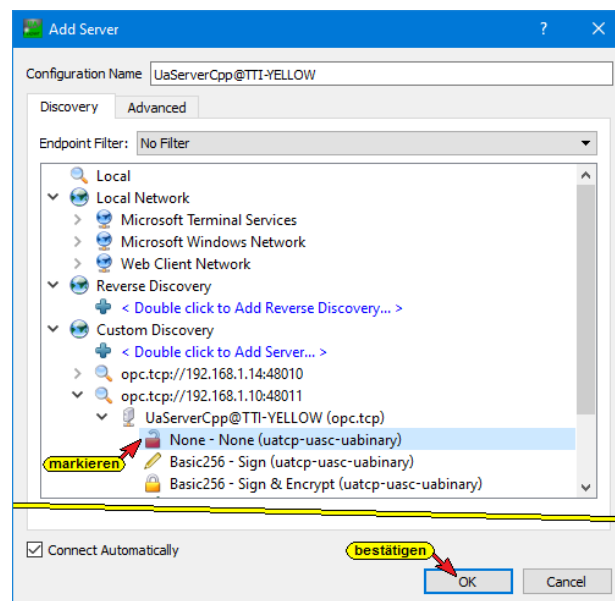 Add Server
Configuration Name UaServerCpp@TTI-YELLOW
Discovery Advanced
Endpoint Filter: No Filter
Local
Local Network
Microsoft Terminal Services
Microsoft Windows Network
Web Client Network
Reverse Discovery
< Double click to Add Reverse Discovery... >
Custom Discovery
< Double click to Add Server... >
opc.tcp://192.168.1.14:48010
opc.tcp://192.168.1.10:48011
UaServerCpp@TTI-YELLOW (opc.tcp)
None - None (uatcp-uasc-uabinary)
markieren
Basic256 - Sign (uatcp-uasc-uabinary)
Basic256 - Sign & Encrypt (uatcp-uasc-uabinary)
Connect Automatically
bestätigen
OK Cancel